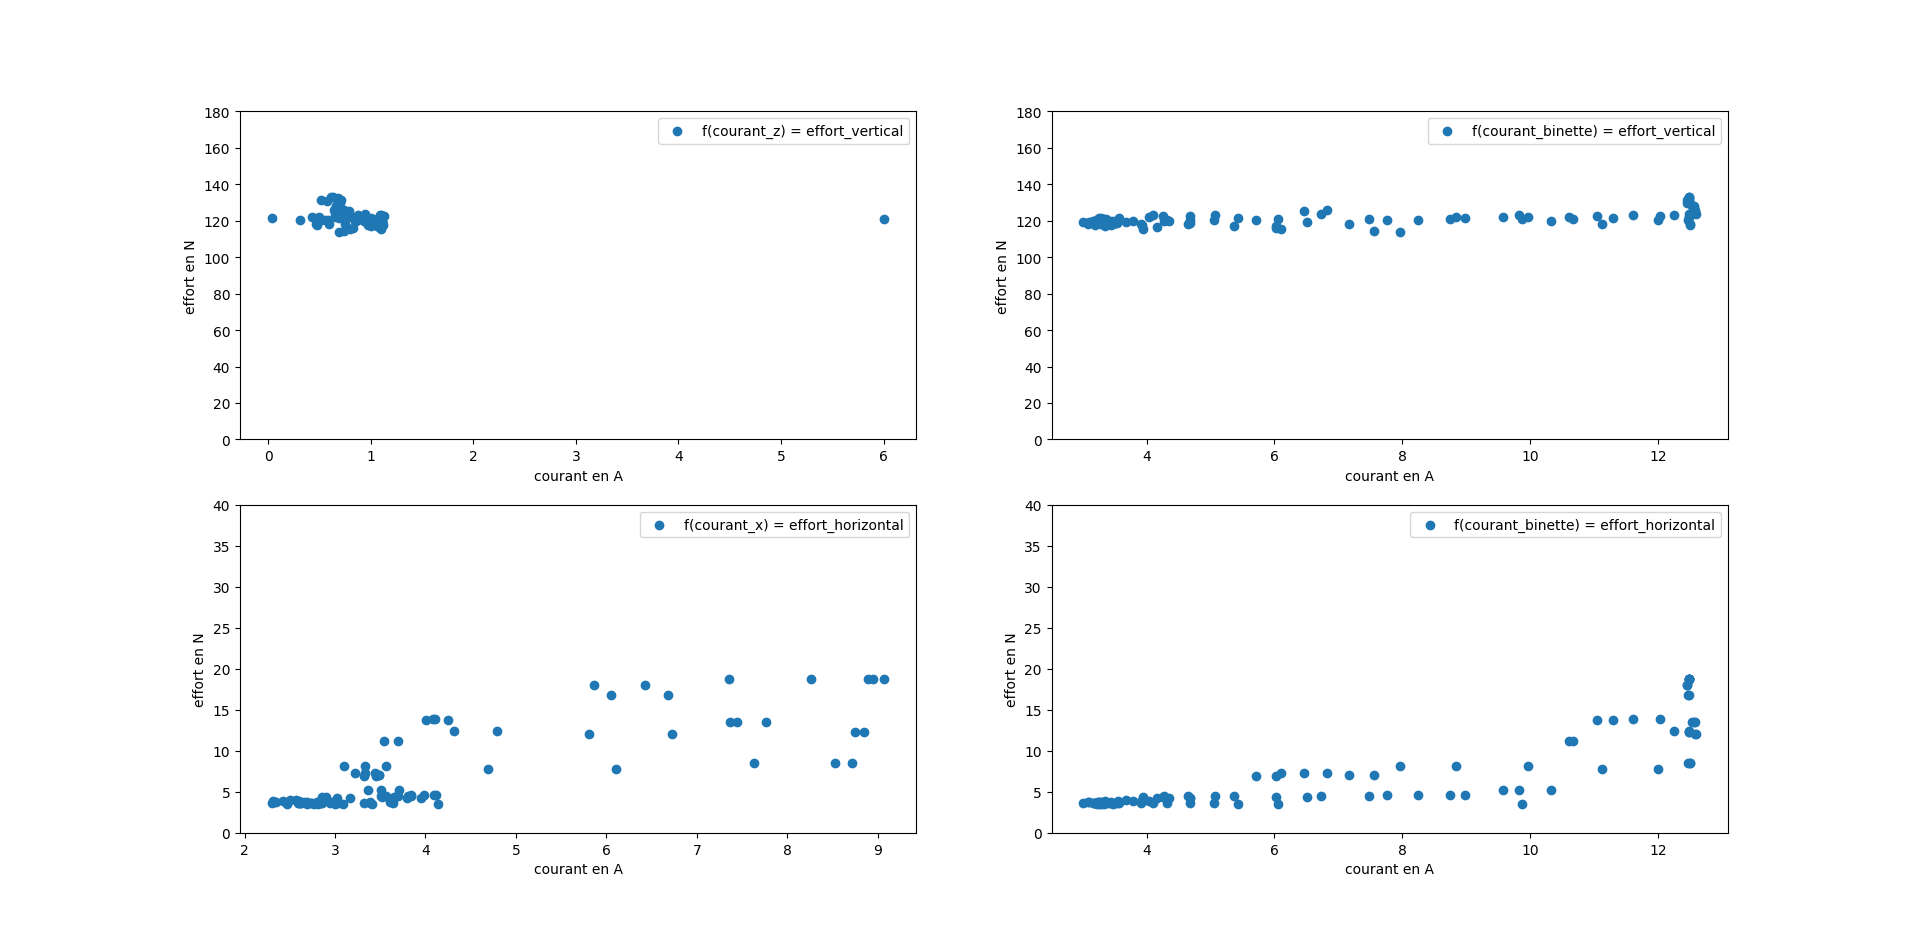 180
160
140
120
100
80
60
40
20
0
effort en N
f(courant_z) = effort_vertical
0 1 2 3 4 5 6
courant en A
180
160
140
120
100
80
60
40
20
0
effort en N
f(courant_binette) = effort_vertical
4 6 8 10 12
courant en A
40
35
30
25
20
15
10
5
0
effort en N
f(courant_x) = effort_horizontal
2 3 4 5 6 7 8 9
courant en A
40
35
30
25
20
15
10
5
0
effort en N
f(courant_binette) = effort_horizontal
4 6 8 10 12
courant en A